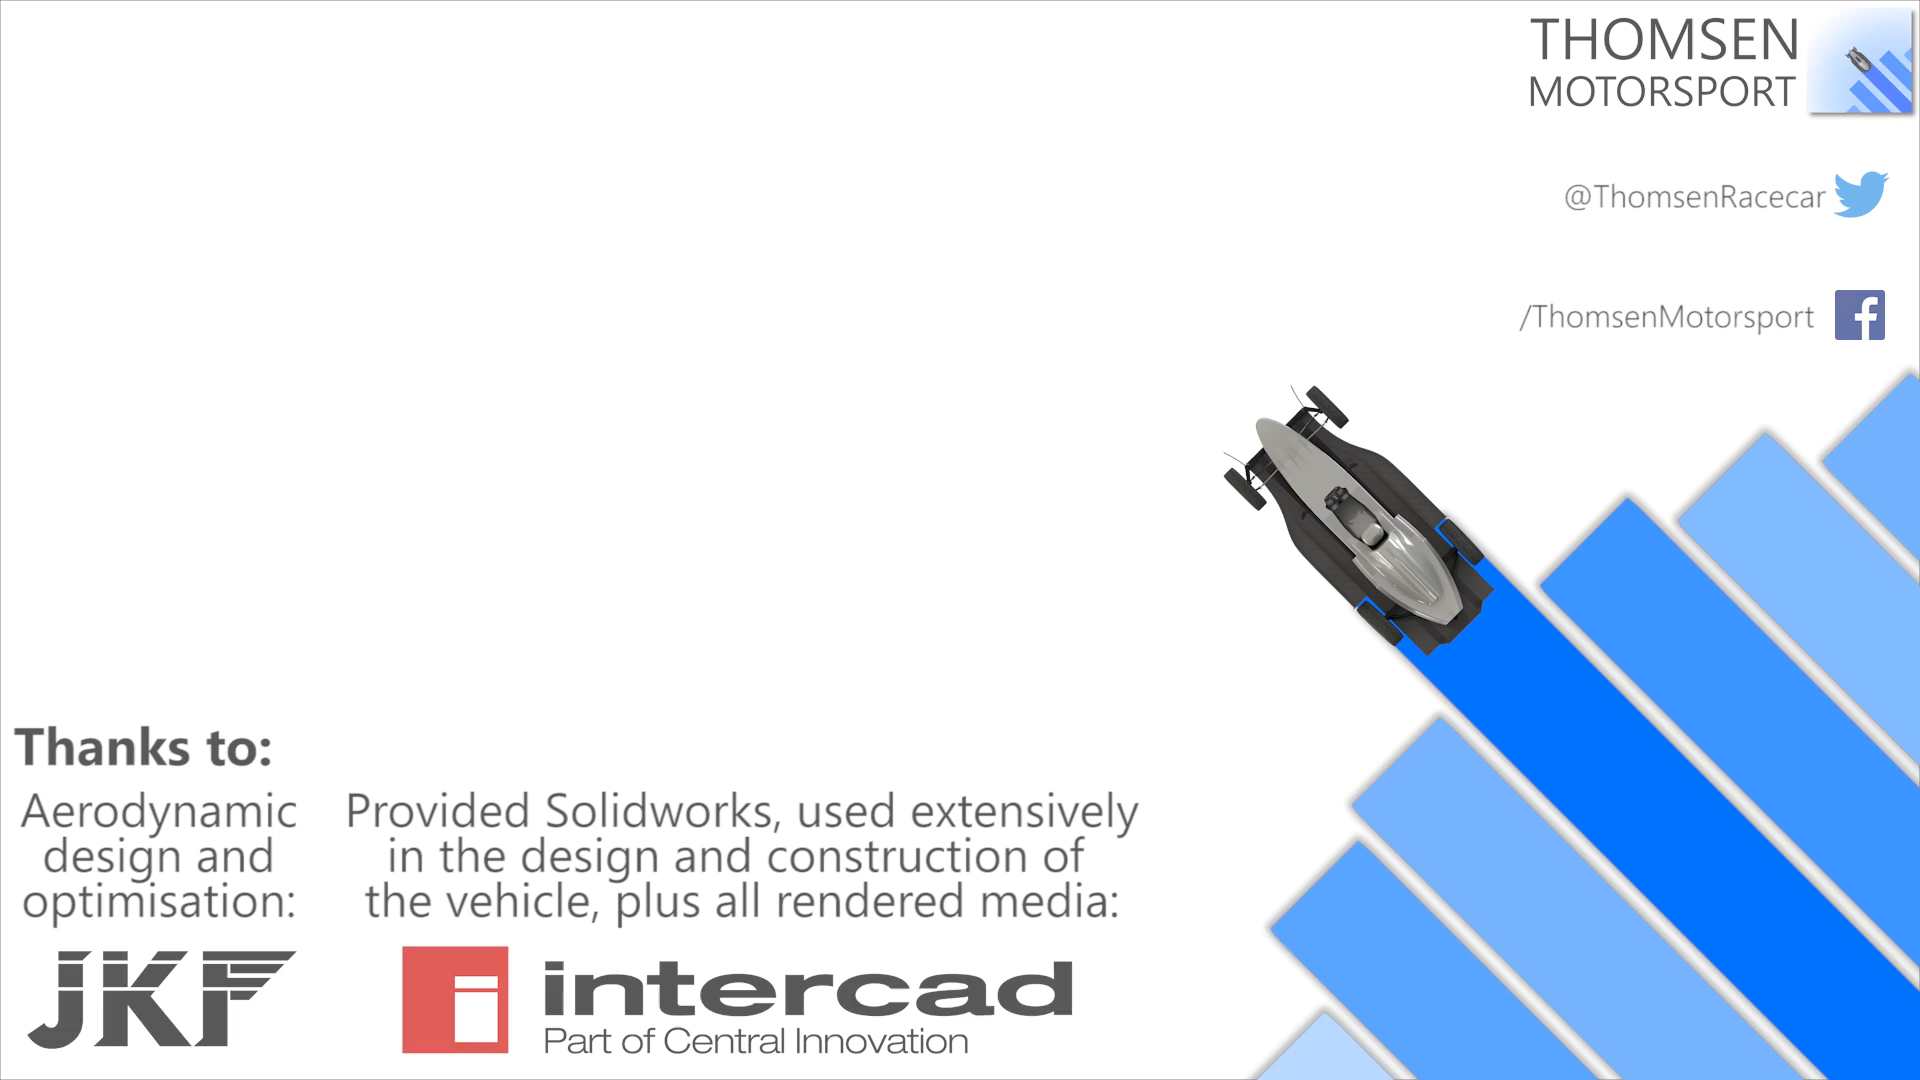 THOMSEN
MOTORSPORT
@ThomsenRacecar
/ThomsenMotorsport
Thanks to:
Aerodynamic
design and
optimisation:
JKF
Provided Solidworks, used extensively
in the design and construction of
the vehicle, plus all rendered media:
intercad
Part of Central Innovation